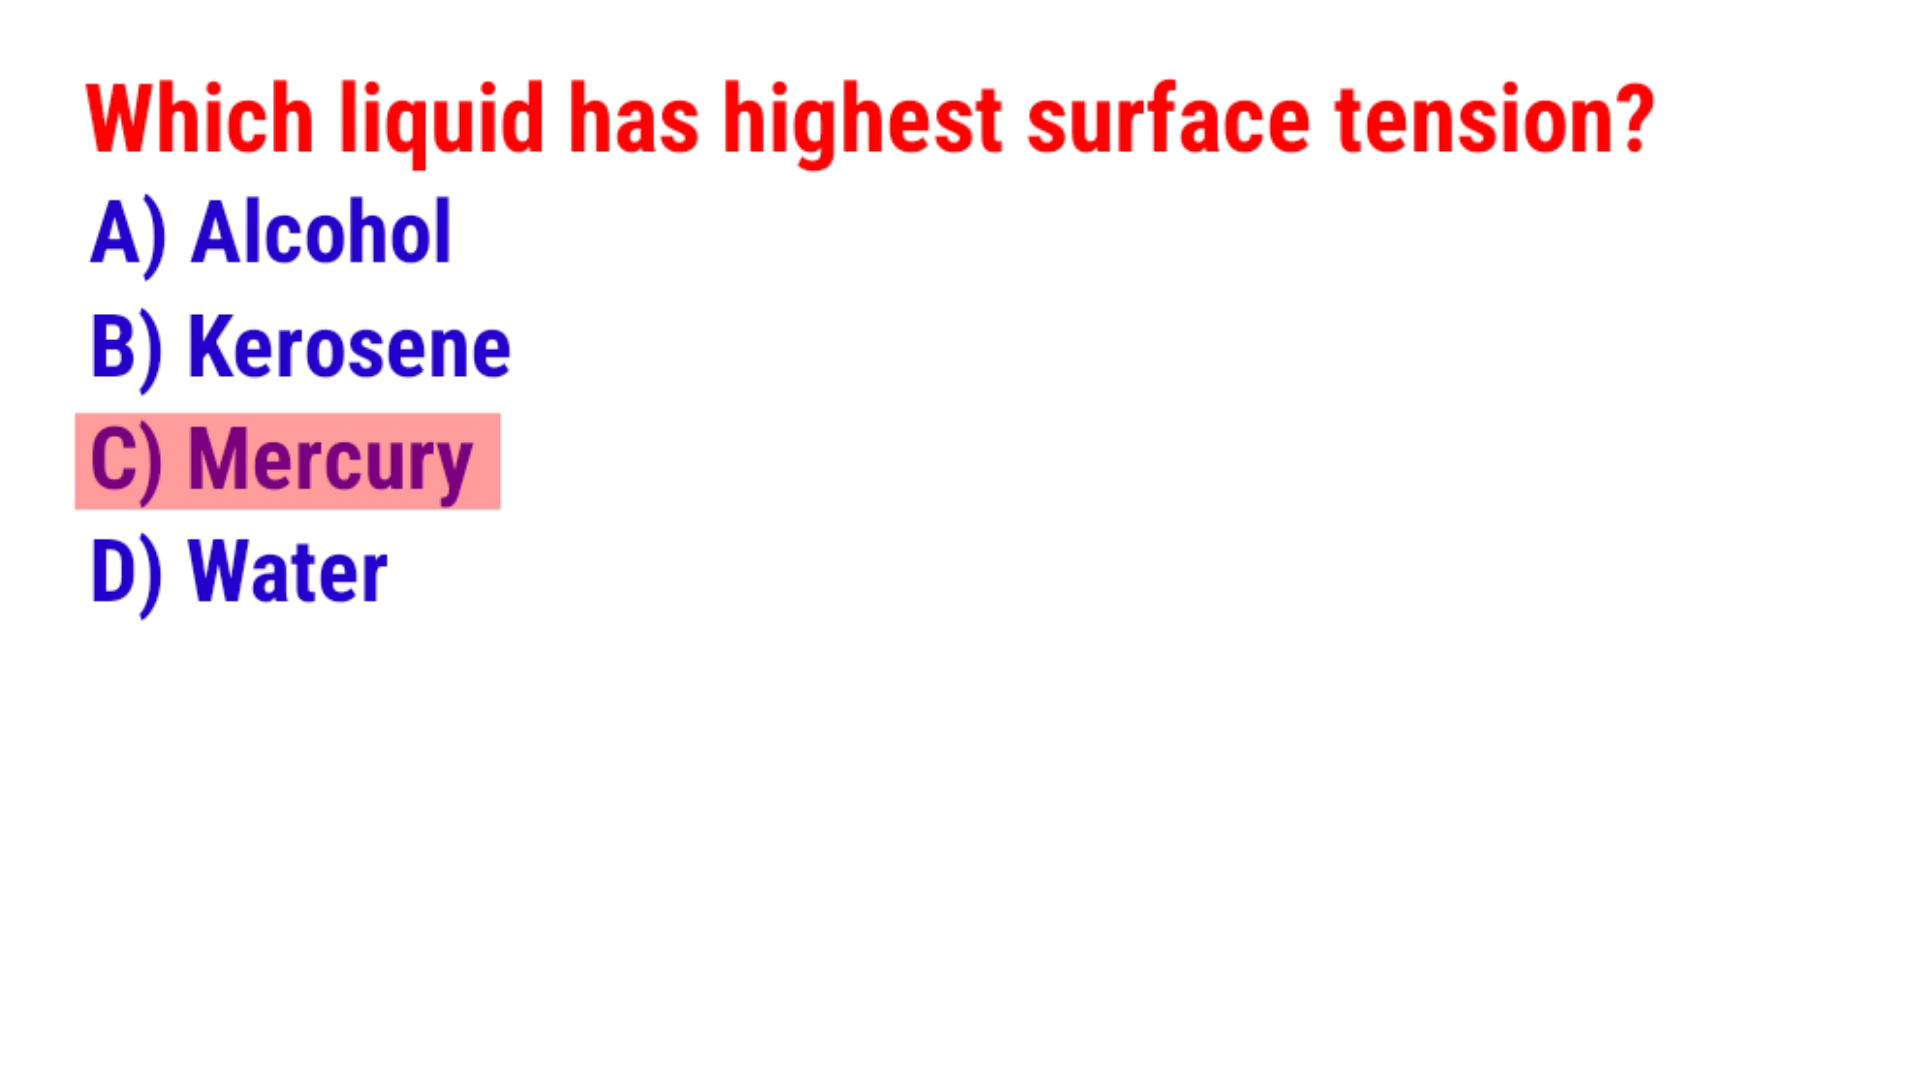 Which liquid has highest surface tension?
A) Alcohol
B) Kerosene
C) Mercury
D) Water